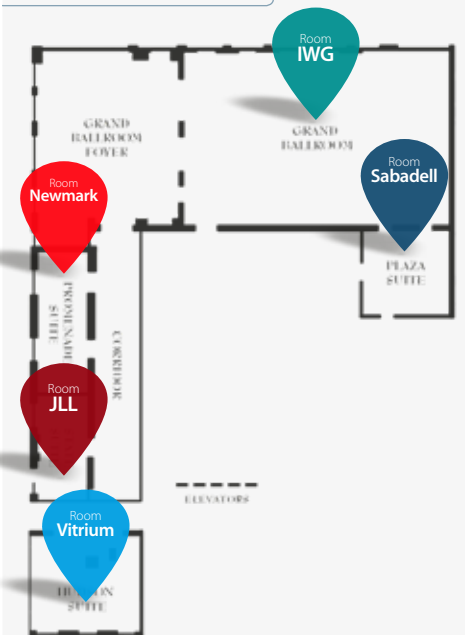 Room
IWG
GRAND
BALLROOM
FOYER
GRAND
BALLROOM
Room
Sabadell
Room
Newmark
PLAZA
SUITE
PROMENADE
SUITE
CORRIDOR
Room
JLL
ELEVATORS
Room
Vitrium
SUITE